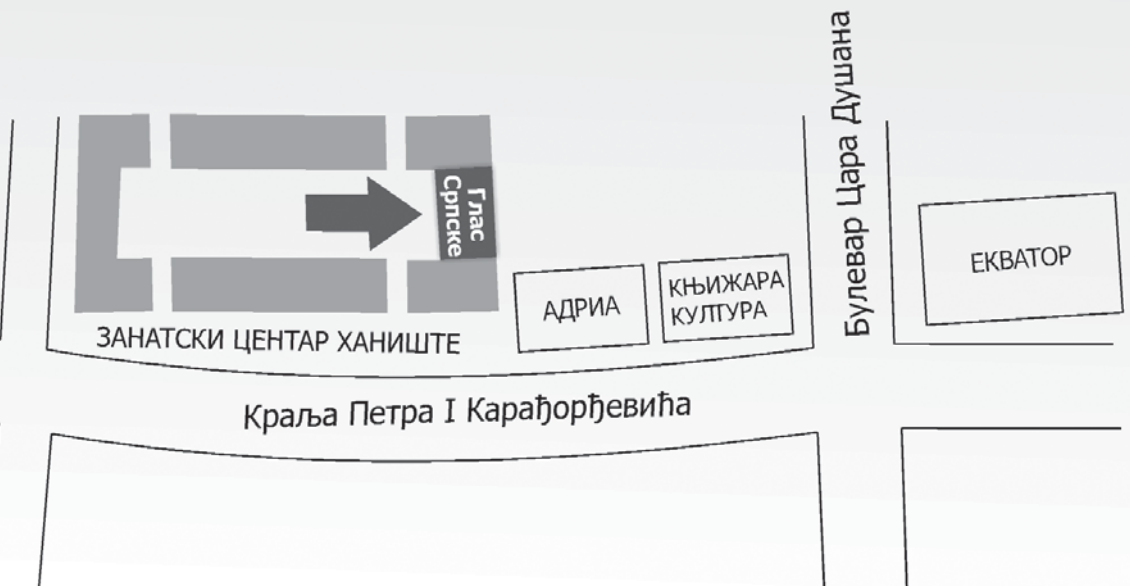 Булевар Цара Душана
Глас
Српске
ЕКВАТОР
КЊИЖАРА
КУЛТУРА
АДРИА
ЗАНАТСКИ ЦЕНТАР ХАНИШТЕ
Краља Петра I Карађорђевића